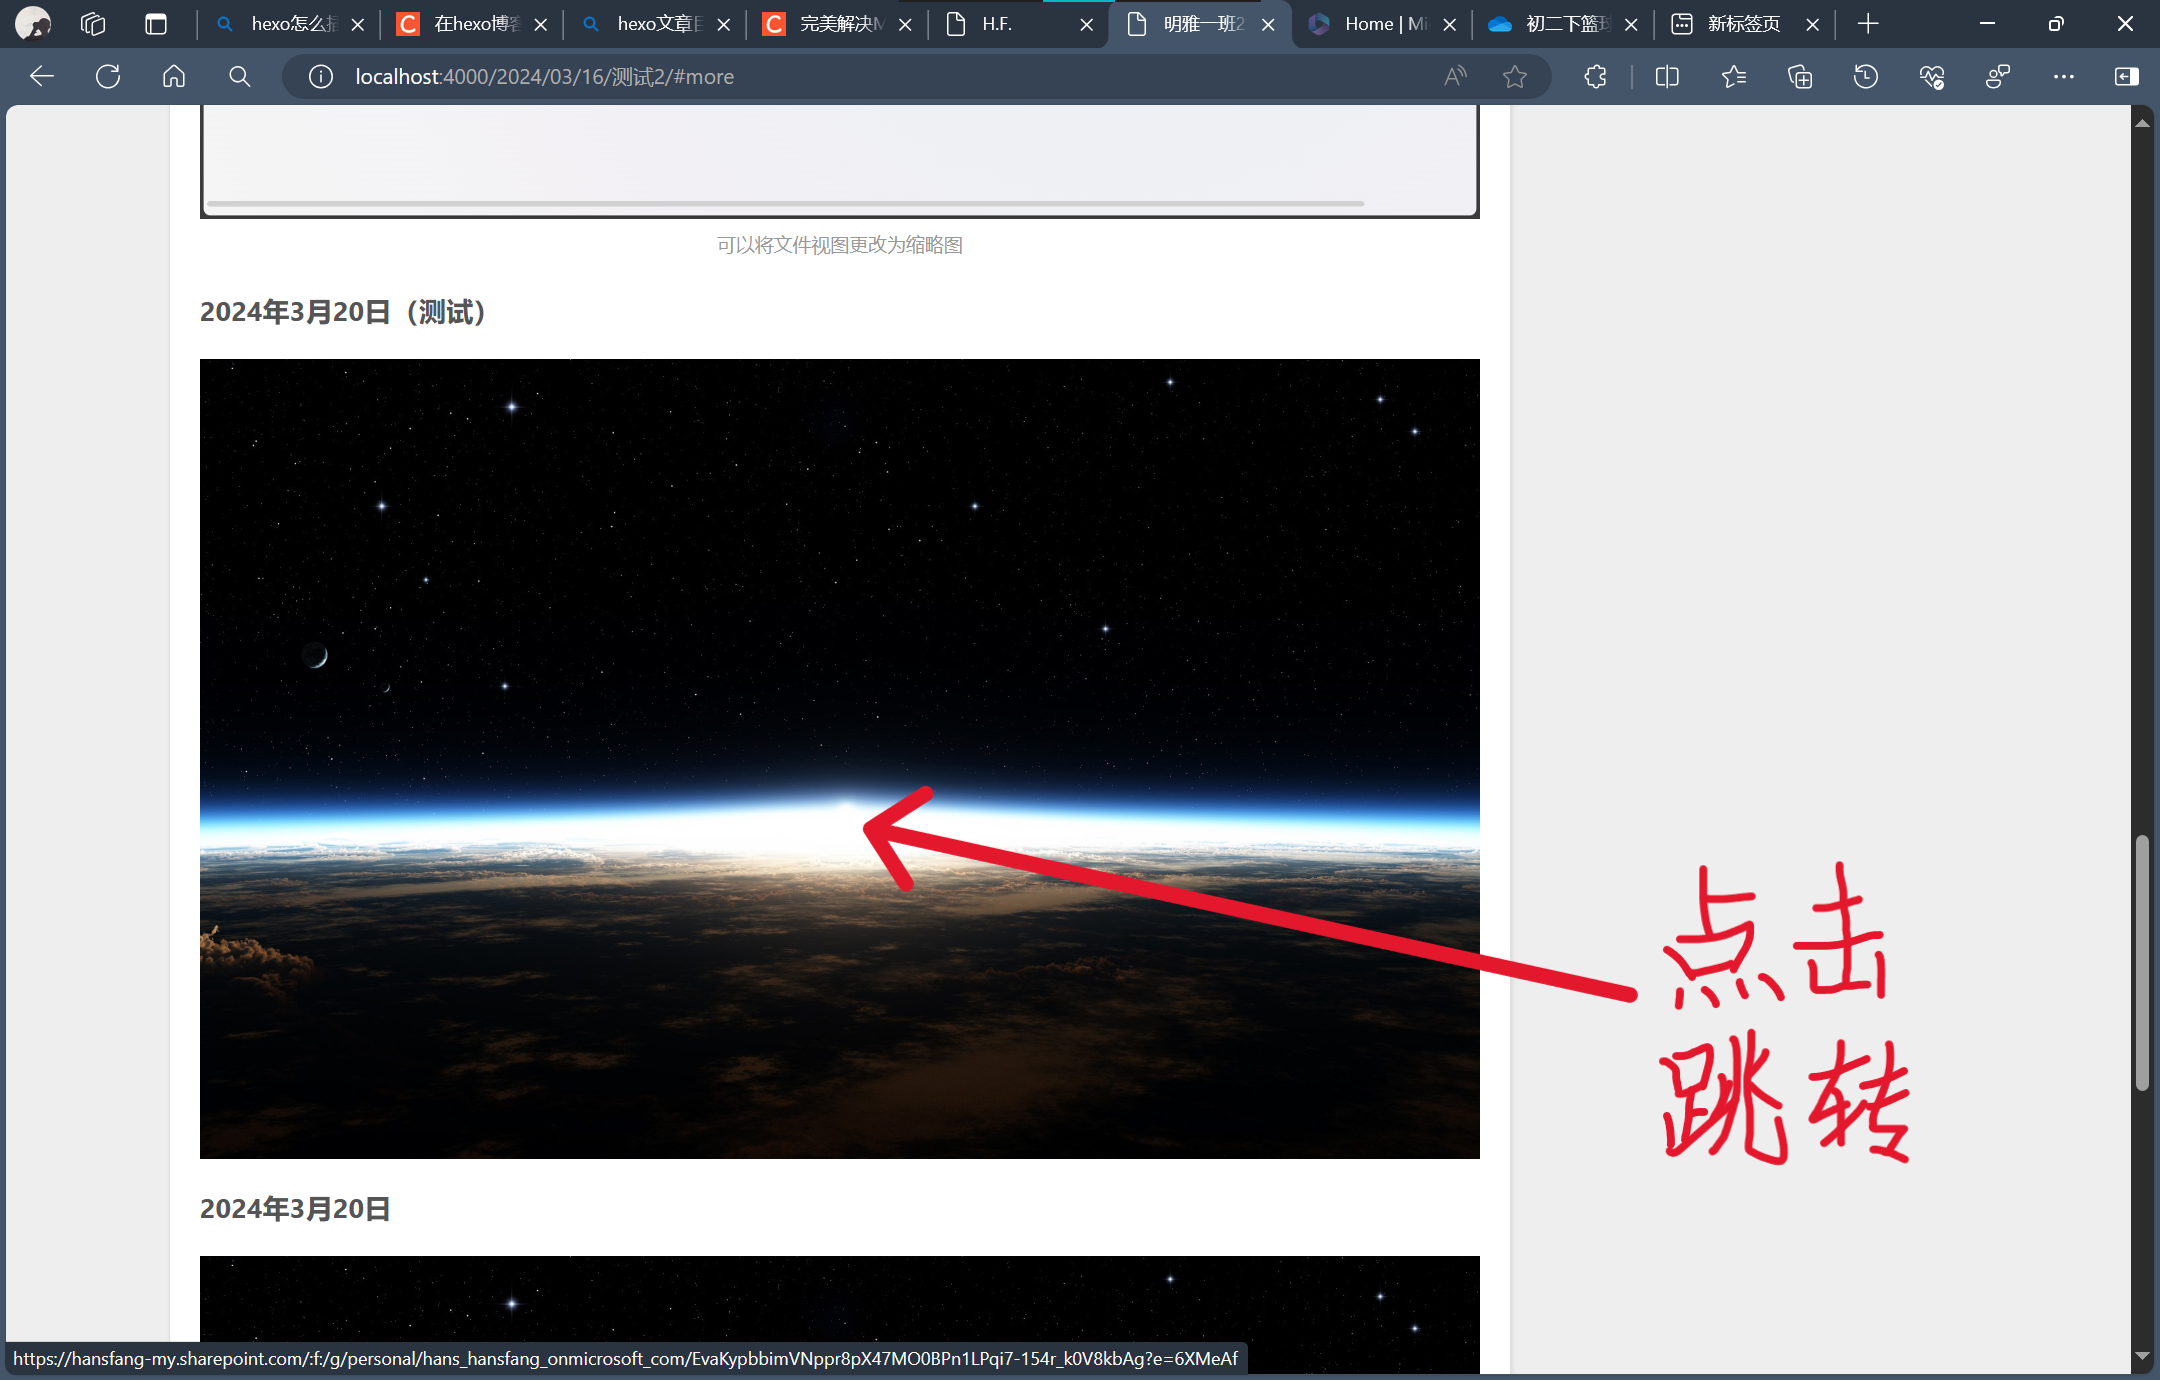 hexo怎么插
在hexo博客
hexo文章目
完美解决M
H.F.
明雅一班2
Home | Mi
初二下篮球
新标签页
localhost:4000/2024/03/16/测试2/#more
可以将文件视图更改为缩略图
2024年3月20日（测试）
点击
跳转
2024年3月20日
https://hansfang-my.sharepoint.com/:f:/g/personal/hans_hansfang_onmicrosoft_com/EvaKypbbimVNppr8pX47MO0BPn1LPqi7-154r_k0V8kbAg?e=6XMeAf